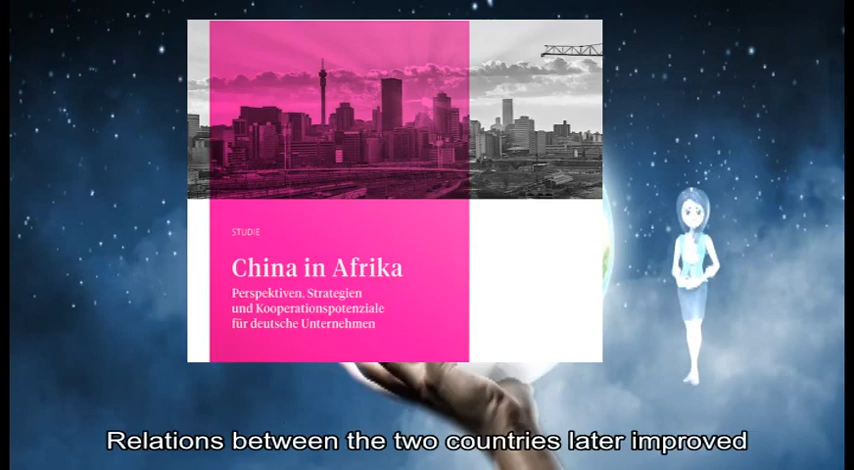 STUDIE
China in Afrika
Perspektiven, Strategien
und Kooperationspotenziale
für deutsche Unternehmen
Relations between the two countries later improved